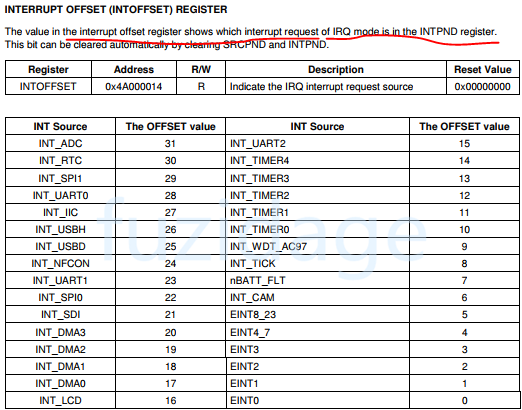 INTERRUPT OFFSET (INTOFFSET) REGISTER
The value in the interrupt offset register shows which interrupt request of IRQ mode is in the INTPND register.
This bit can be cleared automatically by clearing SRCPND and INTPND.
Register Address R/W Description Reset Value
INTOFFSET 0x4A000014 R Indicate the IRQ interrupt request source 0x00000000
INT Source The OFFSET value INT Source The OFFSET value
INT_ADC 31 INT_UART2 15
INT_RTC 30 INT_TIMER4 14
INT_SPI1 29 INT_TIMER3 13
INT_UART0 28 INT_TIMER2 12
INT_IIC 27 INT_TIMER1 11
INT_USBH 26 INT_TIMER0 10
INT_USBD 25 INT_WDT_AC97 9
INT_NFCON 24 INT_TICK 8
INT_UART1 23 nBATT_FLT 7
INT_SPI0 22 INT_CAM 6
INT_SDI 21 EINT8_23 5
INT_DMA3 20 EINT4_7 4
INT_DMA2 19 EINT3 3
INT_DMA1 18 EINT2 2
INT_DMA0 17 EINT1 1
INT_LCD 16 EINT0 0
fuzidage